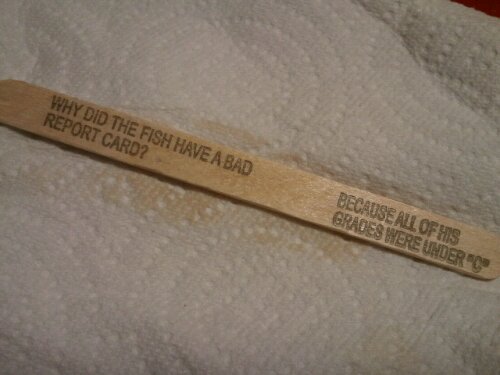 WHY DID THE FISH HAVE A BAD
REPORT CARD?
BECAUSE ALL OF HIS
GRADES WERE UNDER "C"